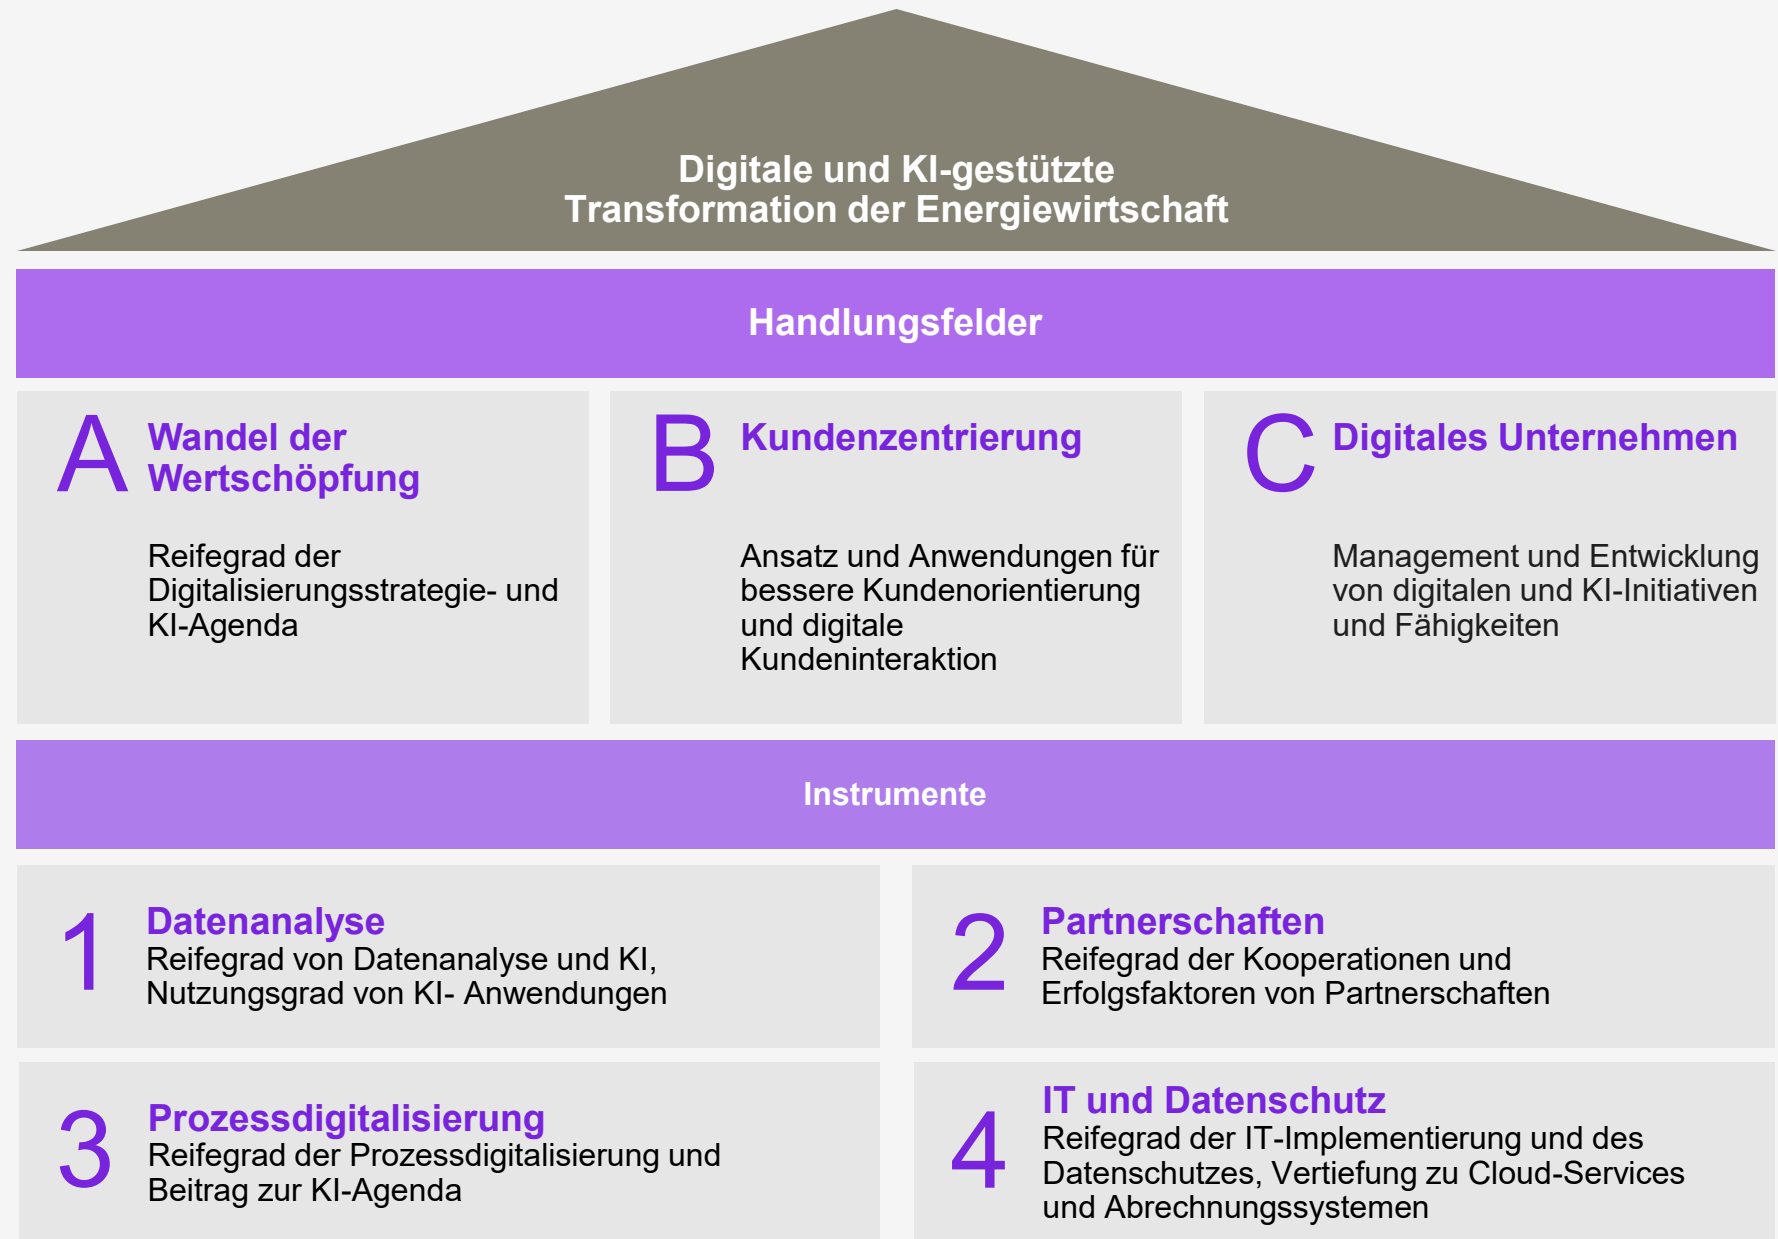 Digitale und KI-gestützte
Transformation der Energiewirtschaft
Handlungsfelder
A
Wandel der
Wertschöpfung
Reifegrad der
Digitalisierungsstrategie- und
KI-Agenda
B
Kundenzentrierung
Ansatz und Anwendungen für
bessere Kundenorientierung
und digitale
Kundeninteraktion
C
Digitales Unternehmen
Management und Entwicklung
von digitalen und KI-Initiativen
und Fähigkeiten
Instrumente
1
Datenanalyse
Reifegrad von Datenanalyse und KI,
Nutzungsgrad von KI- Anwendungen
2
Partnerschaften
Reifegrad der Kooperationen und
Erfolgsfaktoren von Partnerschaften
3
Prozessdigitalisierung
Reifegrad der Prozessdigitalisierung und
Beitrag zur KI-Agenda
4
IT und Datenschutz
Reifegrad der IT-Implementierung und des
Datenschutzes, Vertiefung zu Cloud-Services
und Abrechnungssystemen